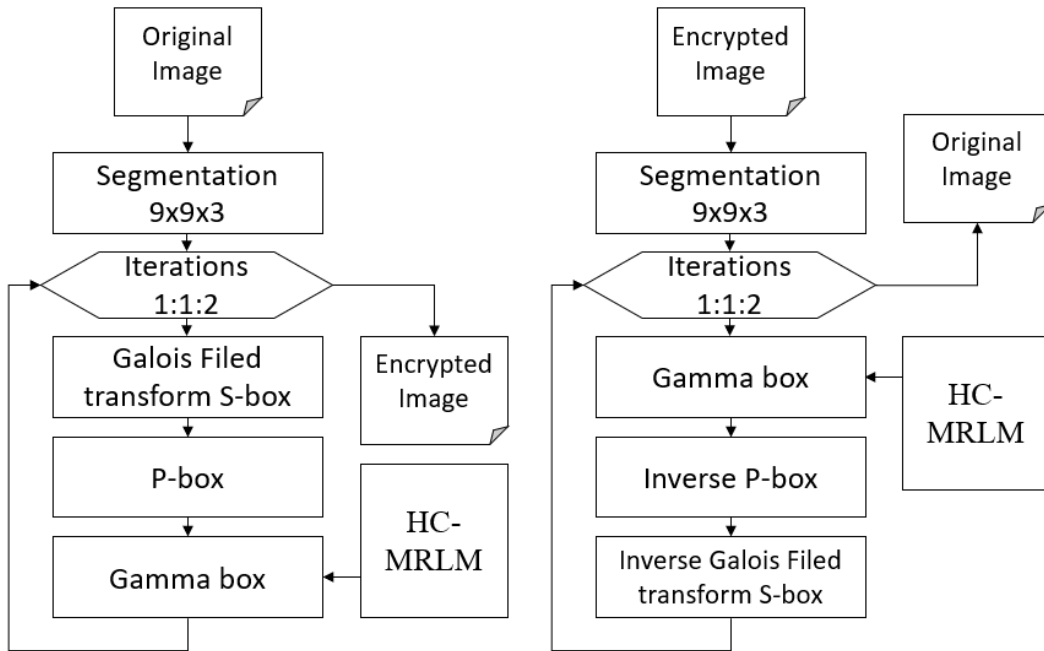 Original
Image
Segmentation
9x9x3
Iterations
1:1:2
Galois Filed
transform S-box
Encrypted
Image
P-box
HC-
MRLM
Gamma box
Encrypted
Image
Segmentation
9x9x3
Original
Image
Iterations
1:1:2
Gamma box
HC-
MRLM
Inverse P-box
Inverse Galois Filed
transform S-box